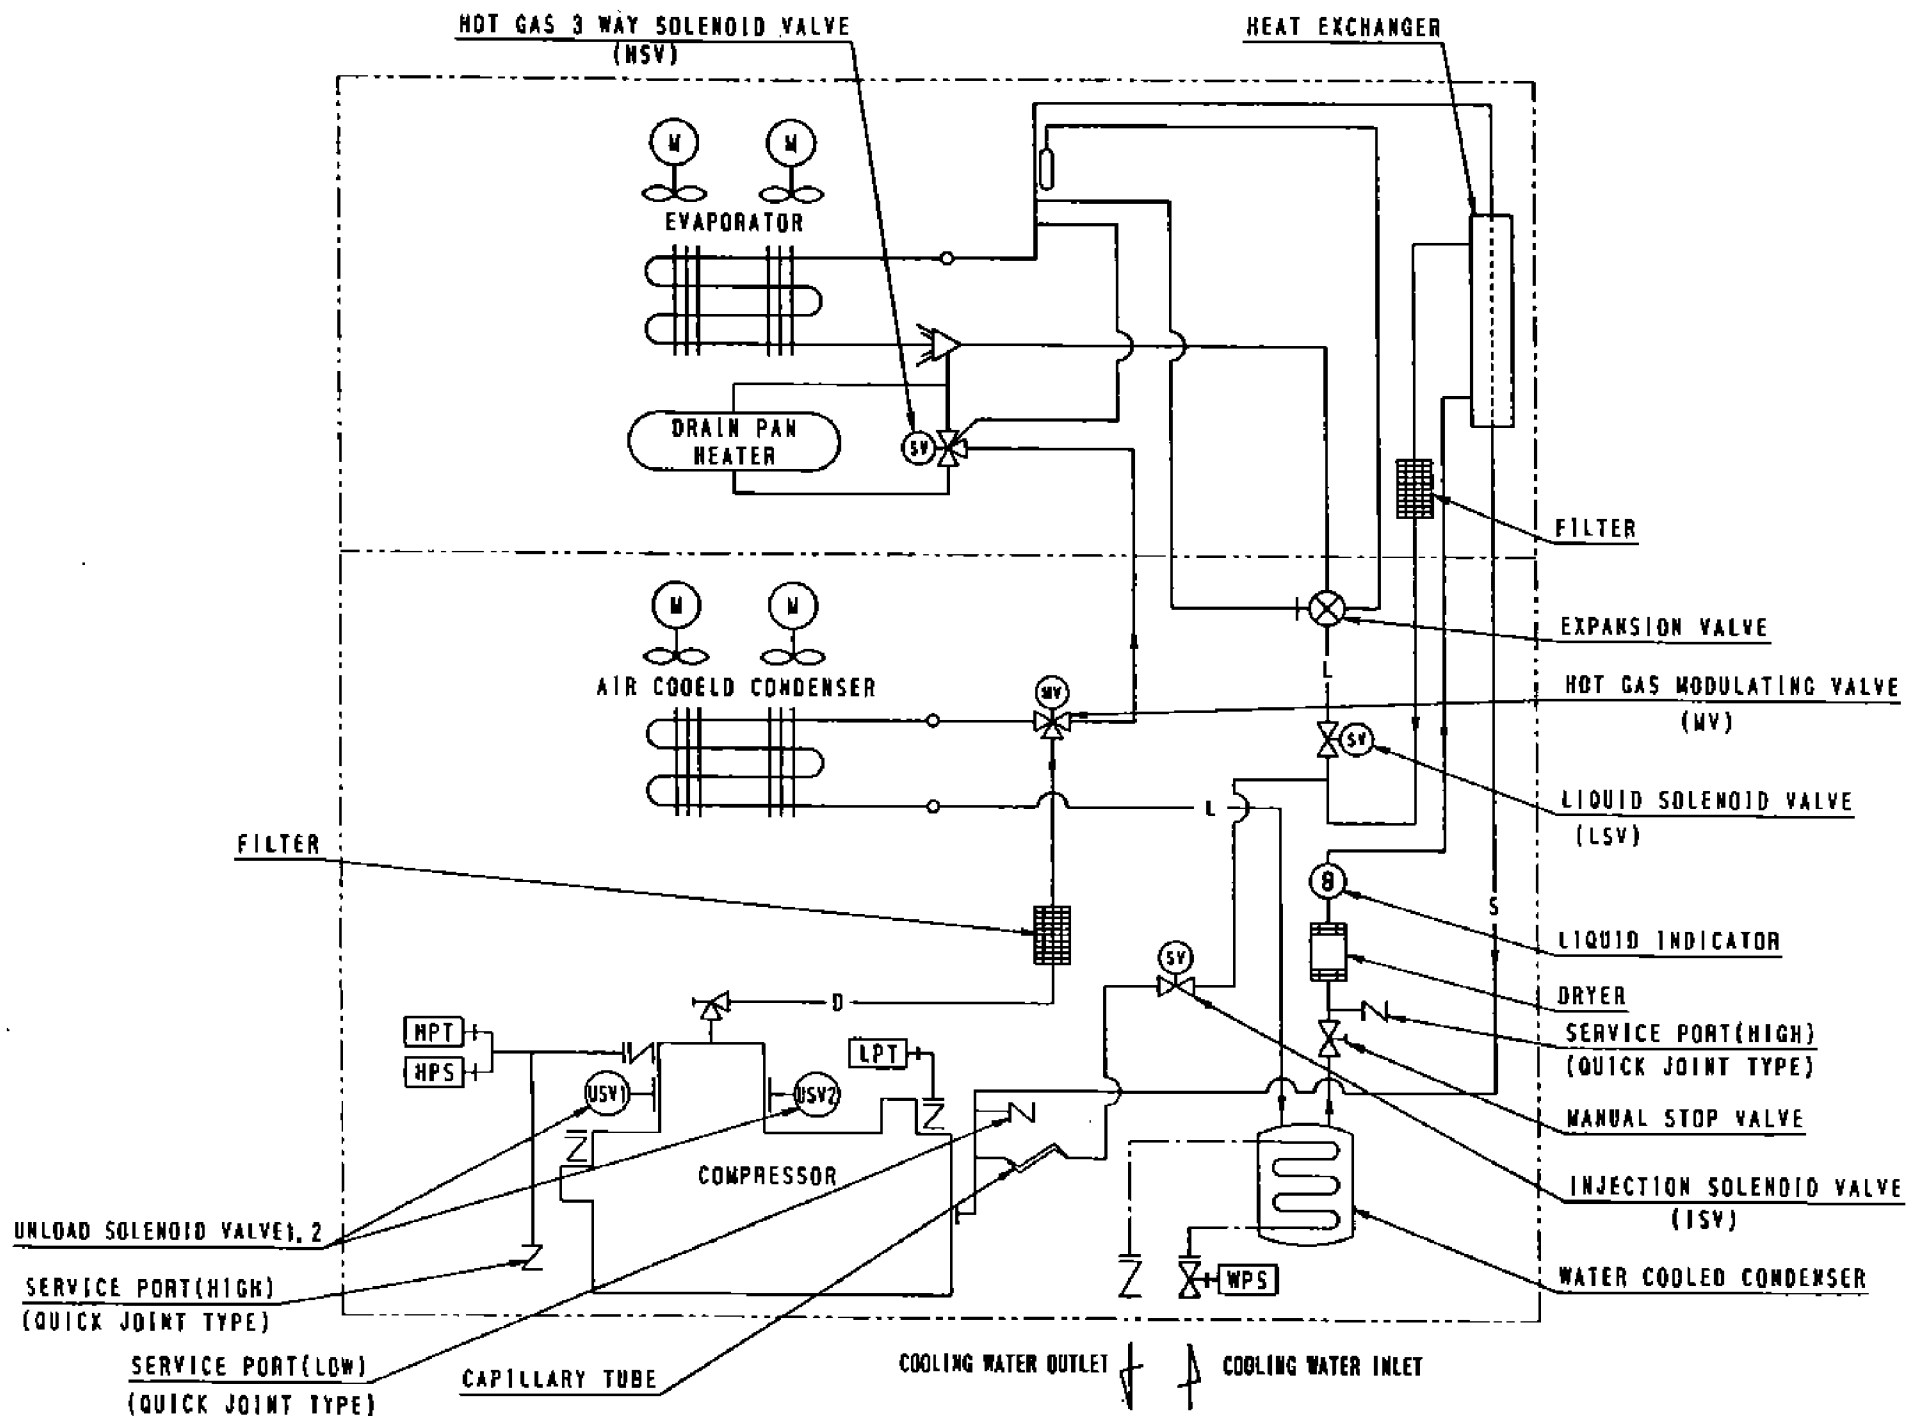 HOT GAS 3 WAY SOLENOID VALVE
(HSV)
HEAT EXCHANGER
M
M
EVAPORATOR
DRAIN PAN
HEATER
SV
FILTER
M
M
EXPANSION VALVE
L
AIR COOELD CONDENSER
MV
HOT GAS MODULATING VALVE
(MV)
SV
L
LIQUID SOLENOID VALVE
(LSV)
FILTER
8
S
LIQUID INDICATOR
SV
DRYER
D
HPT
HPS
LPT
SERVICE PORT(HIGH)
(QUICK JOINT TYPE)
USV1
USV2
MANUAL STOP VALVE
COMPRESSOR
INJECTION SOLENOID VALVE
(ISV)
UNLOAD SOLENOID VALVE1,2
WPS
WATER COOLED CONDENSER
SERVICE PORT(HIGH)
(QUICK JOINT TYPE)
SERVICE PORT(LOW)
(QUICK JOINT TYPE)
CAPILLARY TUBE
COOLING WATER OUTLET
COOLING WATER INLET